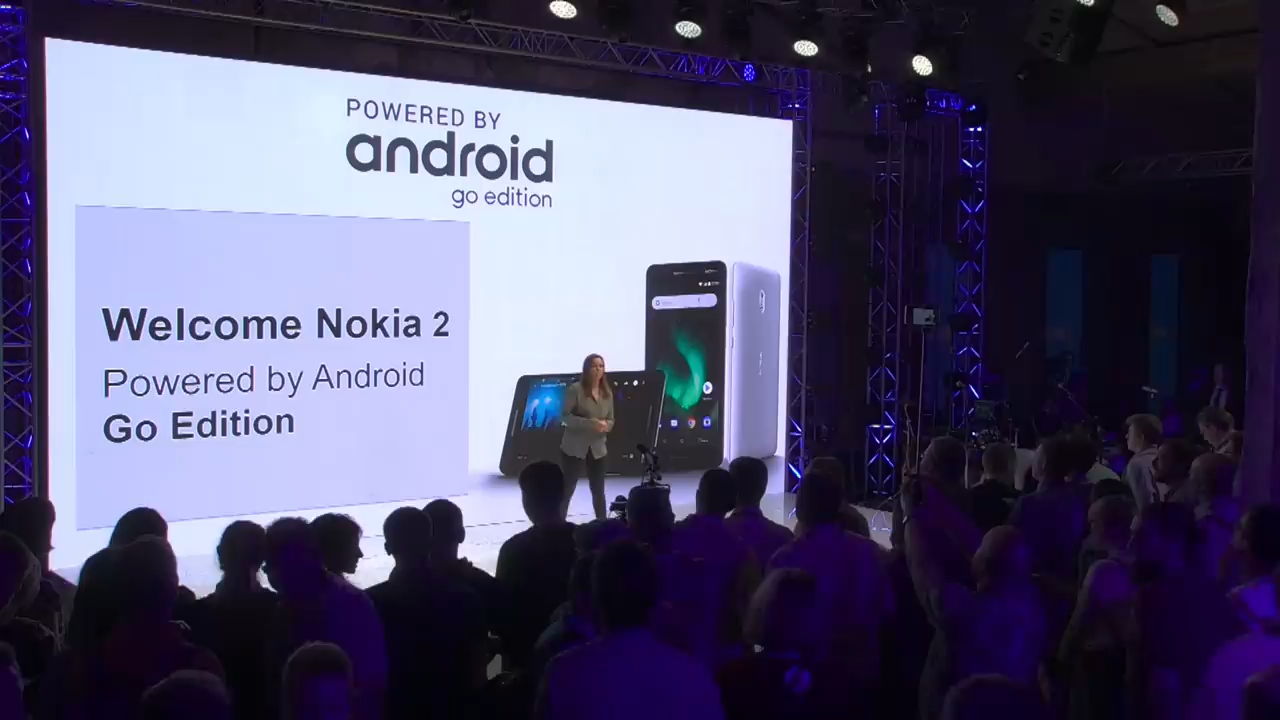 POWERED BY
android
go edition
Welcome Nokia 2
Powered by Android
Go Edition